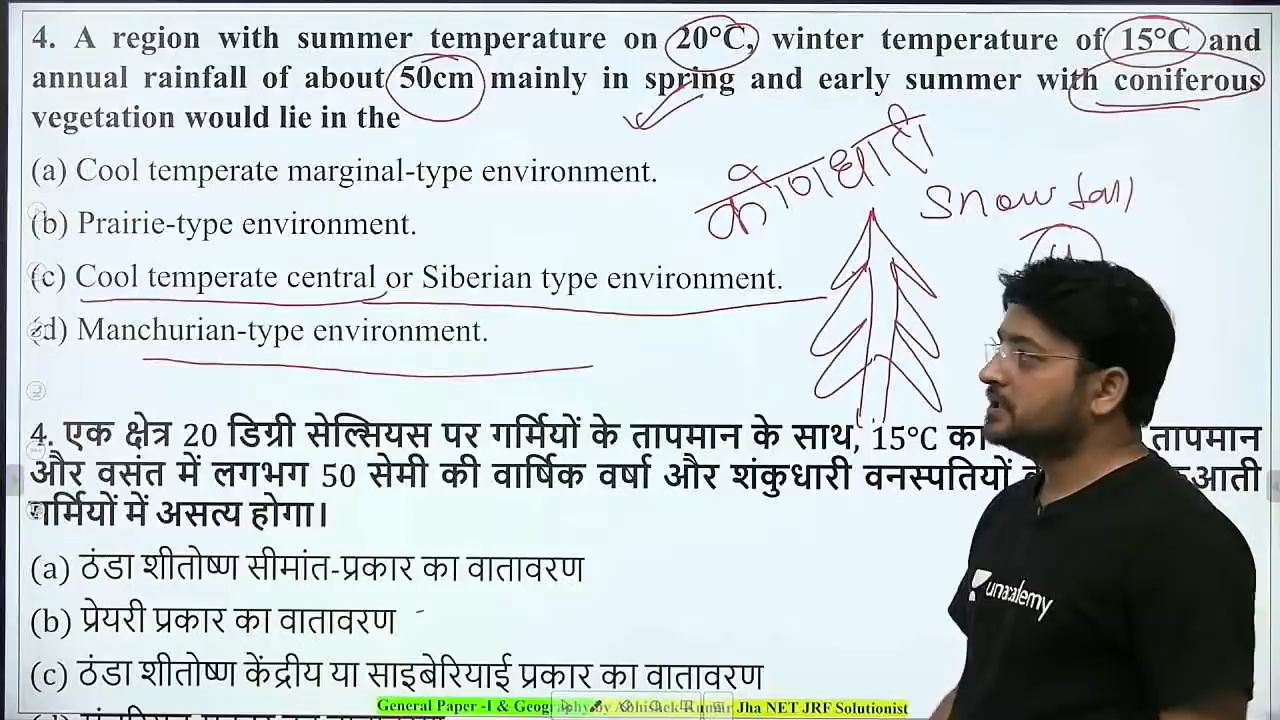 4. A region with summer temperature on 20°C, winter temperature of 15°C and
annual rainfall of about 50cm mainly in spring and early summer with coniferous
vegetation would lie in the
(a) Cool temperate marginal-type environment.
(b) Prairie-type environment.
(c) Cool temperate central or Siberian type environment.
(d) Manchurian-type environment.
कोणधारी
Snow fall
4. एक क्षेत्र 20 डिग्री सेल्सियस पर गर्मियों के तापमान के साथ, 15°C का तापमान
और वसंत में लगभग 50 सेमी की वार्षिक वर्षा और शंकुधारी वनस्पतियों
गर्मियों में असत्य होगा।
(a) ठंडा शीतोष्ण सीमांत-प्रकार का वातावरण
(b) प्रेयरी प्रकार का वातावरण
(c) ठंडा शीतोष्ण केंद्रीय या साइबेरियाई प्रकार का वातावरण
unacademy
General Paper -I & Geography by Abhishek Kumar Jha NET JRF Solutionist